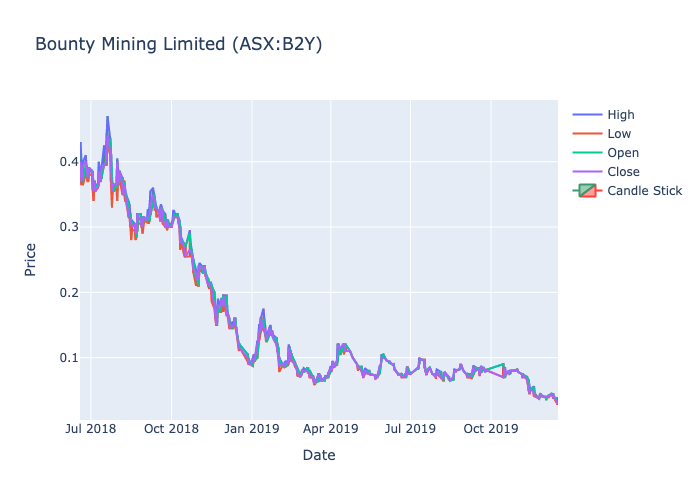 Bounty Mining Limited (ASX:B2Y)
High
Low
Open
Close
Candle Stick
0.4
0.3
0.2
0.1
Price
Jul 2018
Oct 2018
Jan 2019
Apr 2019
Jul 2019
Oct 2019
Date